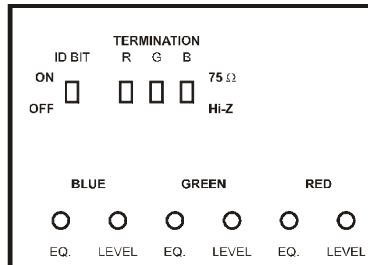 TERMINATION
ID BIT R G B
ON 75 Ω
OFF Hi-Z
BLUE GREEN RED
EQ. LEVEL EQ. LEVEL EQ. LEVEL